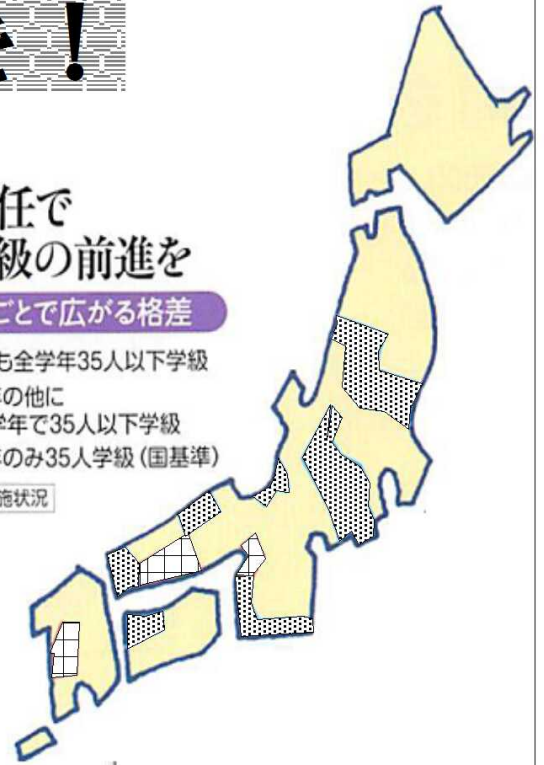 ！
任で
級の前進を
ごとで広がる格差
も全学年35人以下学級
の他に
学年で35人以下学級
のみ35人学級（国基準）
施状況